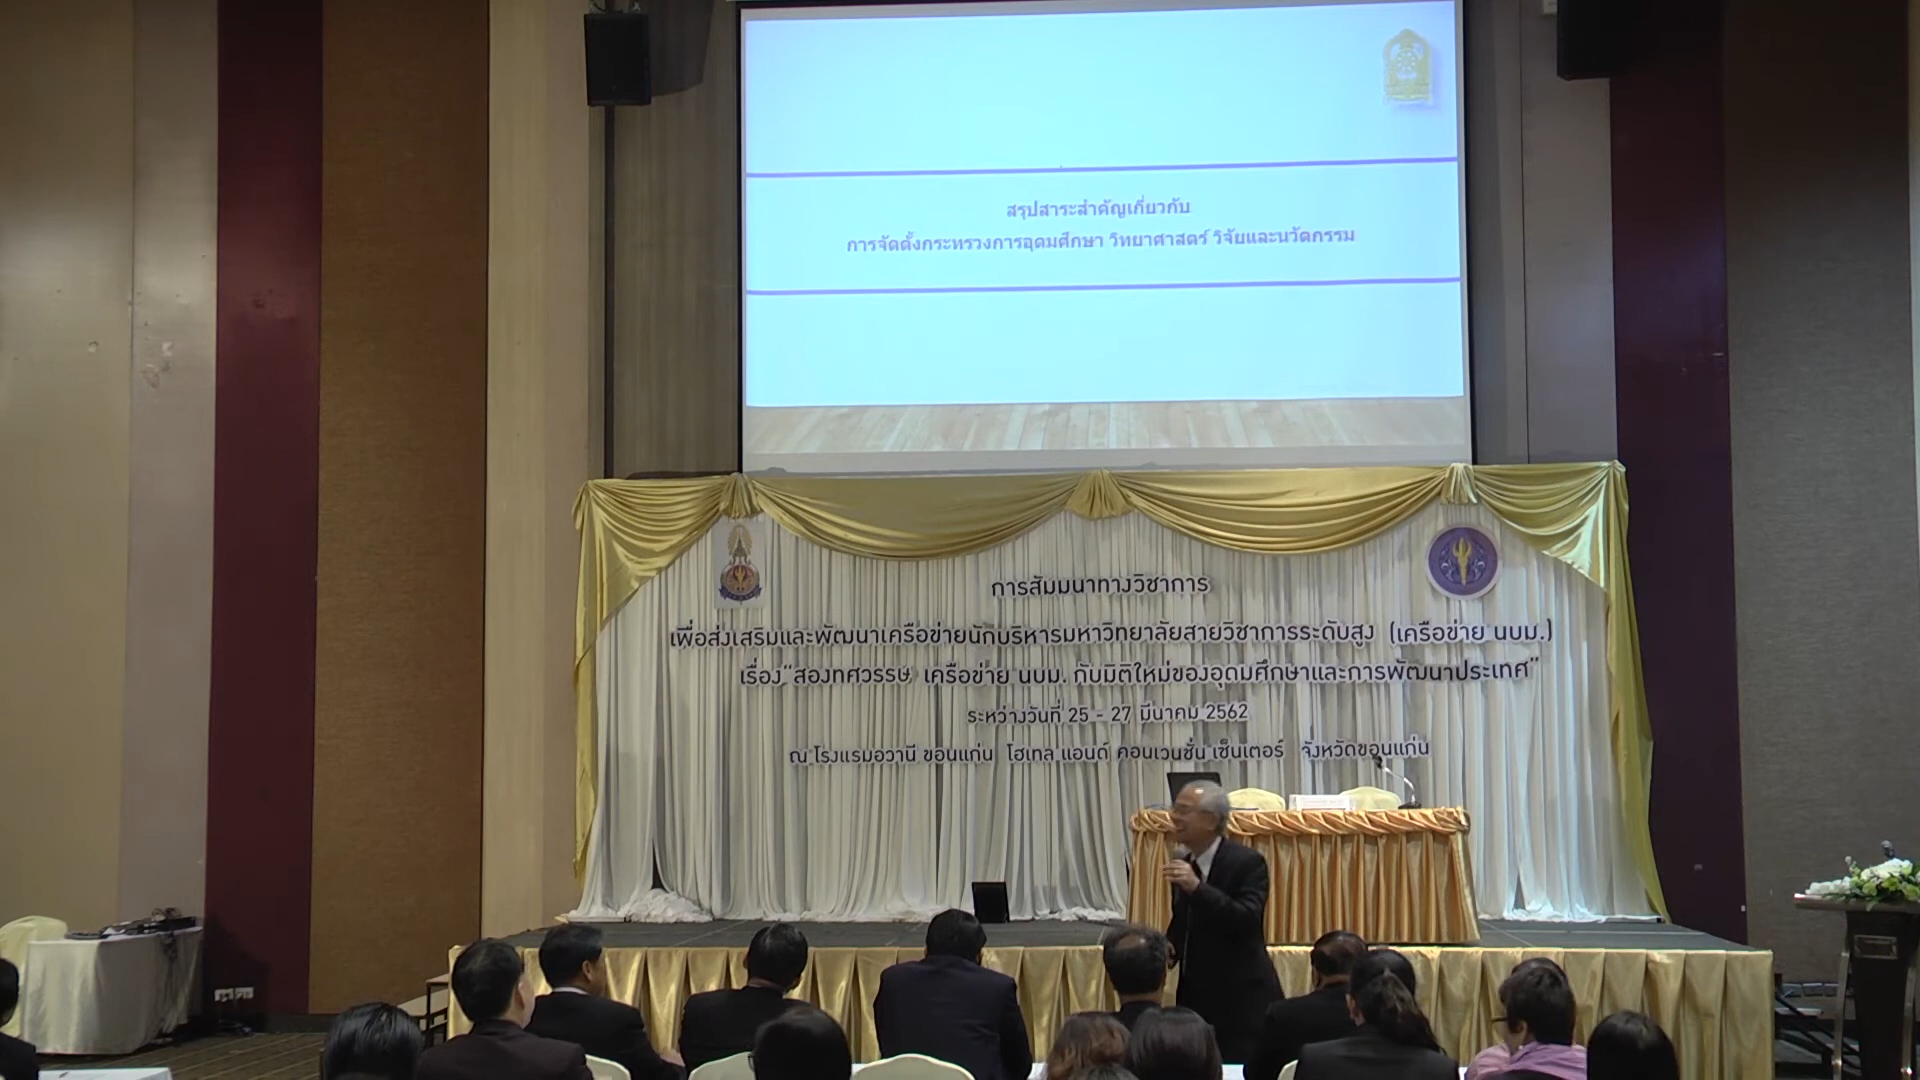 สรุปสาระสำคัญเกี่ยวกับ
การจัดตั้งกระทรวงการอุดมศึกษา วิทยาศาสตร์ วิจัยและนวัตกรรม
การสัมมนาทางวิชาการ
เพื่อส่งเสริมและพัฒนาเครือข่ายนักบริหารมหาวิทยาลัยสายวิชาการระดับสูง (เครือข่าย นบม.)
เรื่อง"สองทศวรรษ เครือข่าย นบม. กับมิติใหม่ของอุดมศึกษาและการพัฒนาประเทศ"
ระหว่างวันที่ 25 - 27 มีนาคม 2562
ณ โรงแรมอวานี ขอนแก่น โฮเทล แอนด์ คอนเวนชั่น เซ็นเตอร์ จังหวัดขอนแก่น